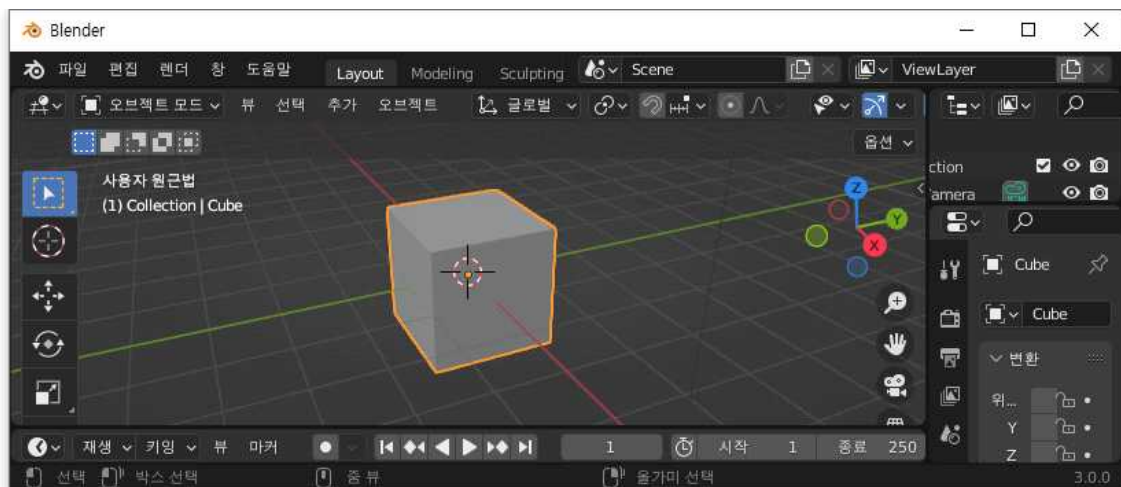 Blender
파일 편집 렌더 창 도움말 Layout Modeling Sculpting Scene ViewLayer
오브젝트 모드 뷰 선택 추가 오브젝트 글로벌
옵션
사용자 원근법
(1) Collection | Cube
ction
amera
Z
Y
X
Cube
Cube
변환
위...
Y
Z
재생 키잉 뷰 마커 1 시작 1 종료 250
선택 박스 선택 줌 뷰 올가미 선택 3.0.0